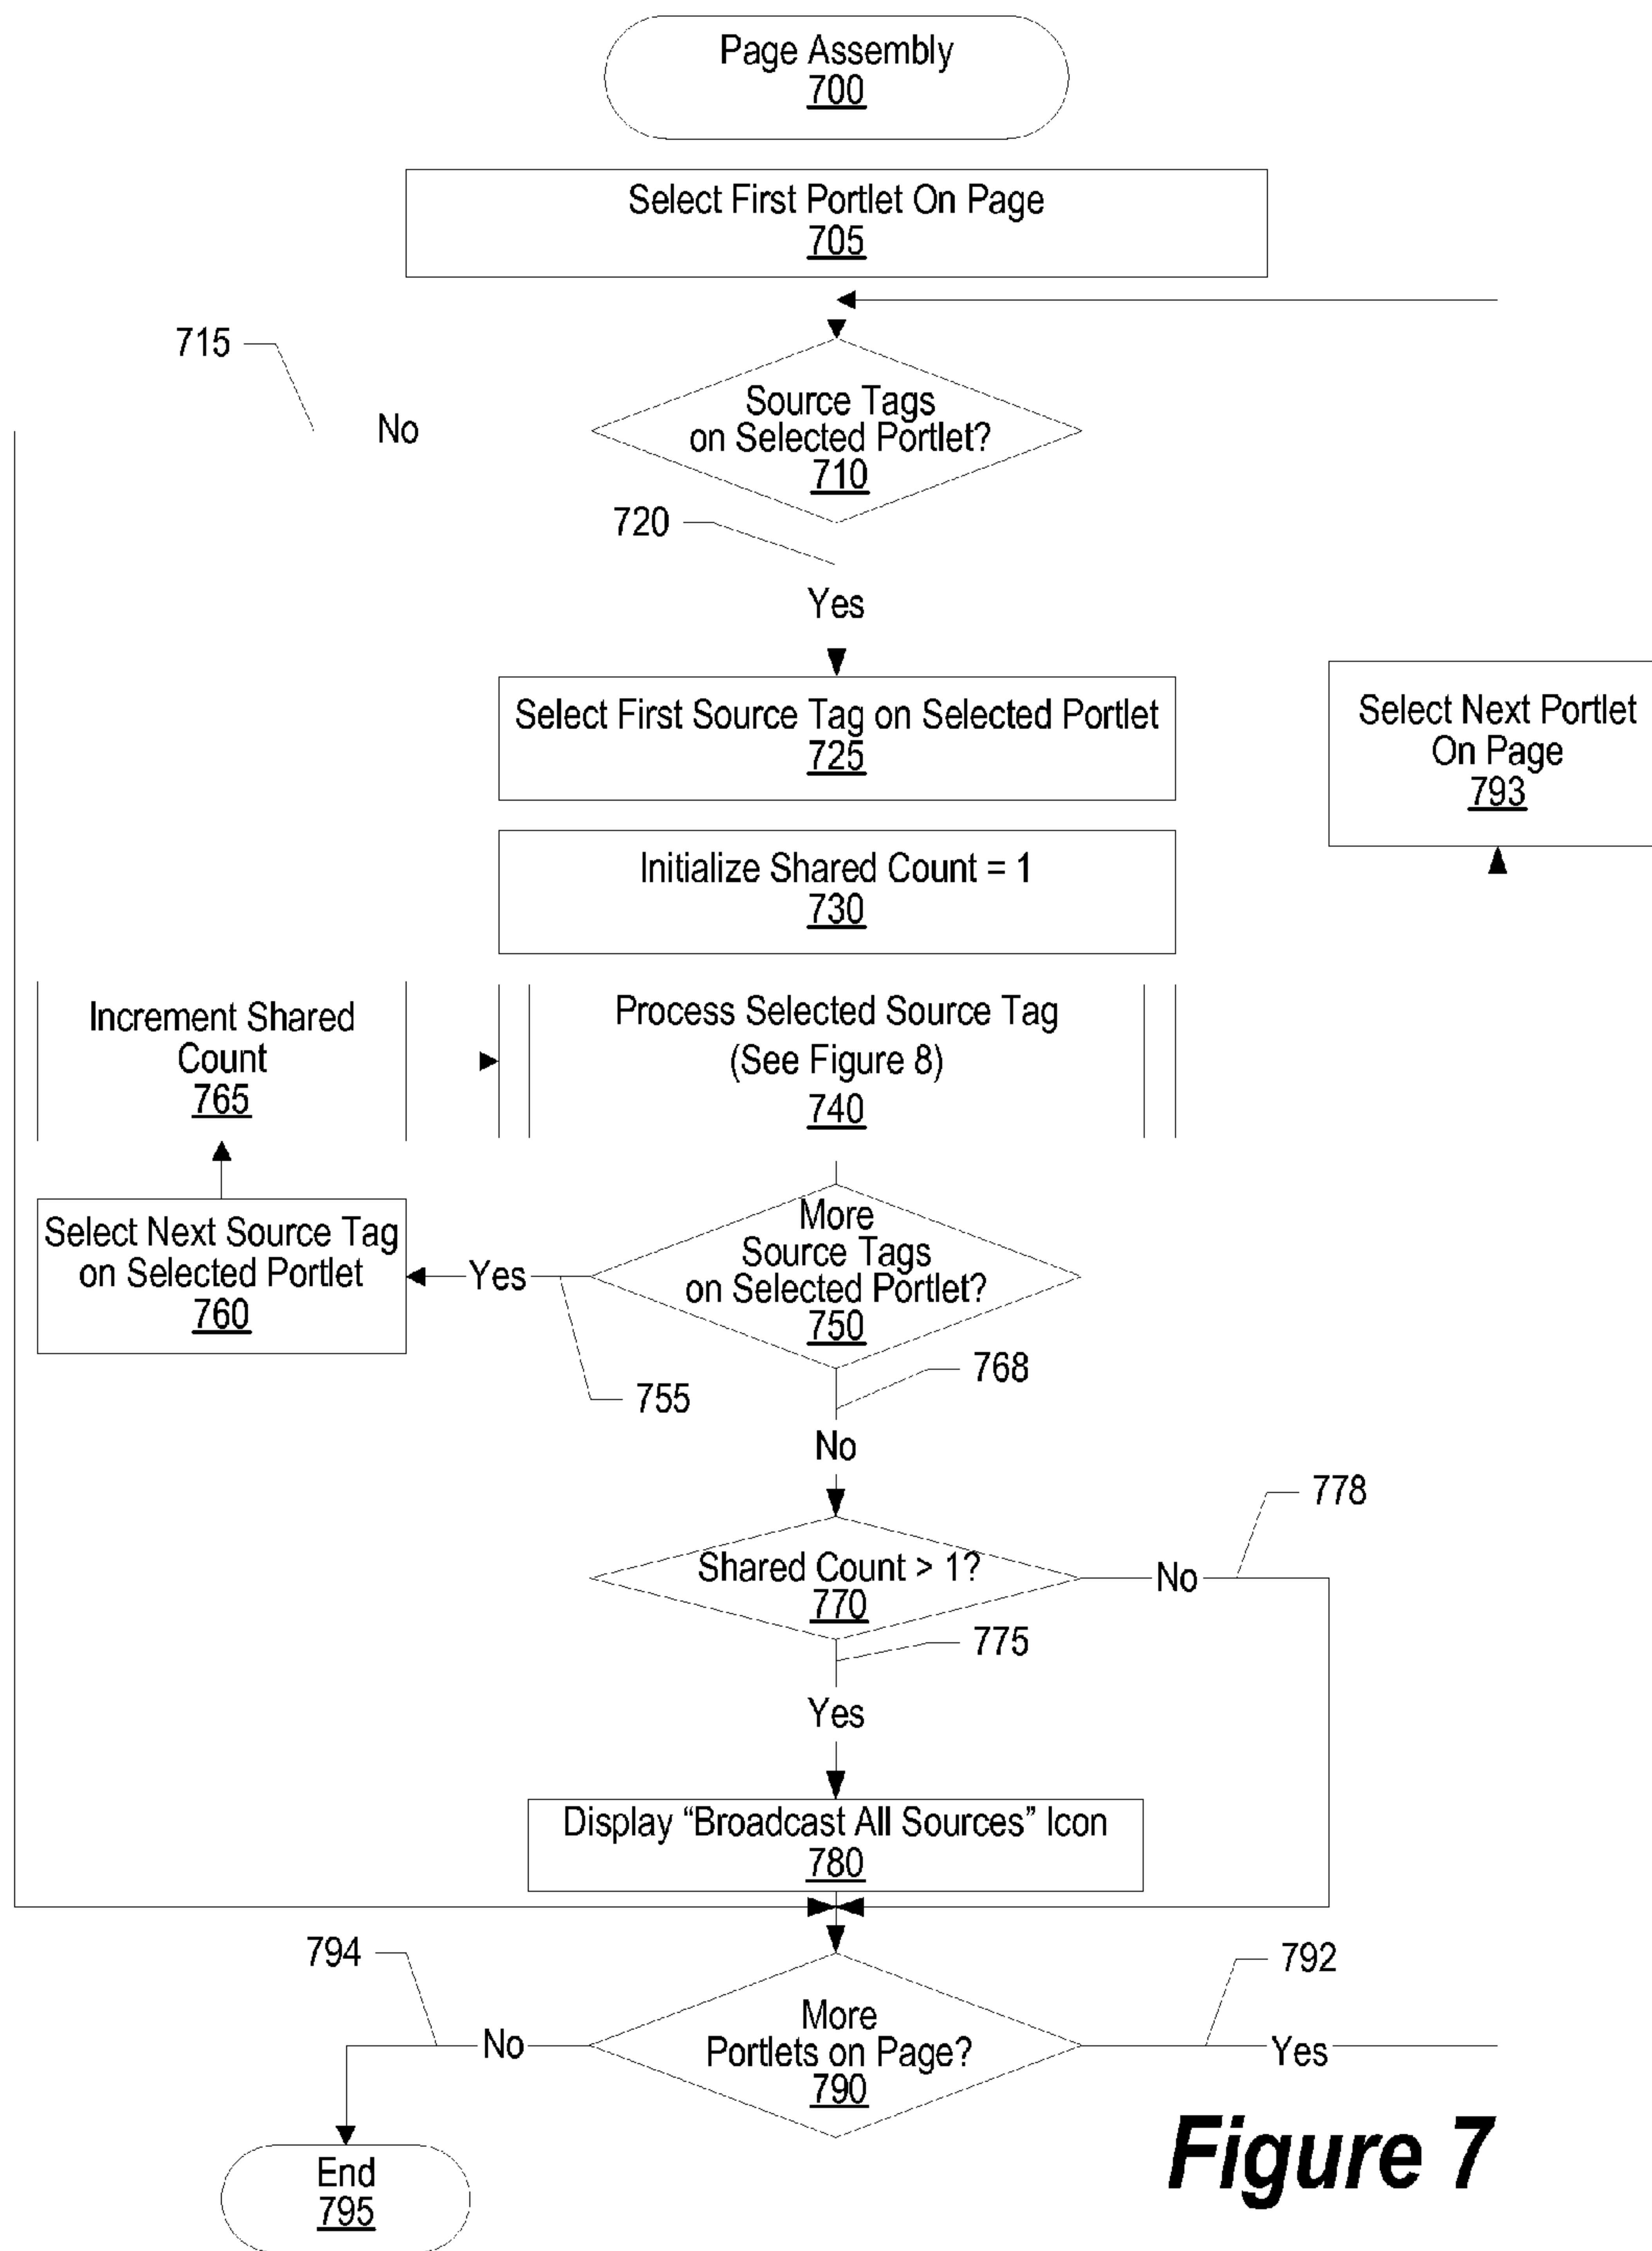 Page Assembly
700
Select First Portlet On Page
705
715
No
Source Tags
on Selected Portlet?
710
720
Yes
Select First Source Tag on Selected Portlet
725
Select Next Portlet
On Page
793
Initialize Shared Count = 1
730
Increment Shared
Count
765
Process Selected Source Tag
(See Figure 8)
740
Select Next Source Tag
on Selected Portlet
760
Yes
More
Source Tags
on Selected Portlet?
750
755
768
No
778
Shared Count > 1?
770
No
775
Yes
Display “Broadcast All Sources” Icon
780
794
792
No
More
Portlets on Page?
790
Yes
End
795
Figure 7